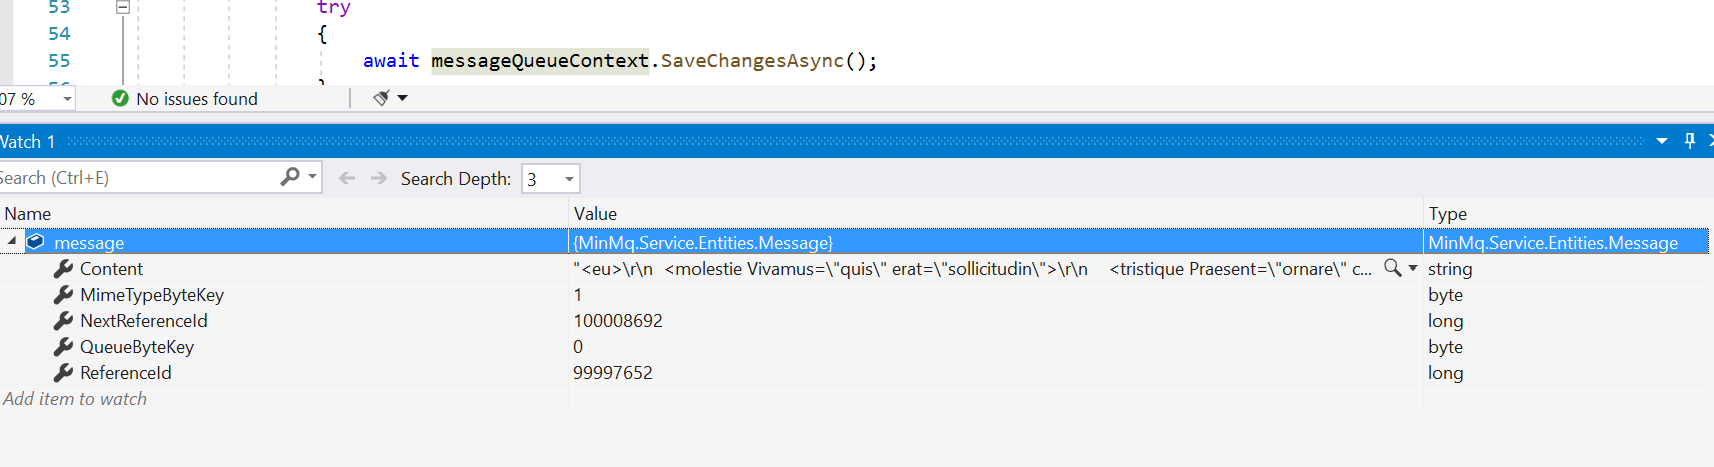 53 try
54 {
55 await messageQueueContext.SaveChangesAsync();
07 % No issues found
Watch 1
Search (Ctrl+E) Search Depth: 3
Name Value Type
message {MinMq.Service.Entities.Message} MinMq.Service.Entities.Message
Content "<eu>\r\n <molestie Vivamus=\"quis\" erat=\"sollicitudin\">\r\n <tristique Praesent=\"ornare\" c... string
MimeTypeByteKey 1 byte
NextReferenceId 100008692 long
QueueByteKey 0 byte
ReferenceId 99997652 long
Add item to watch